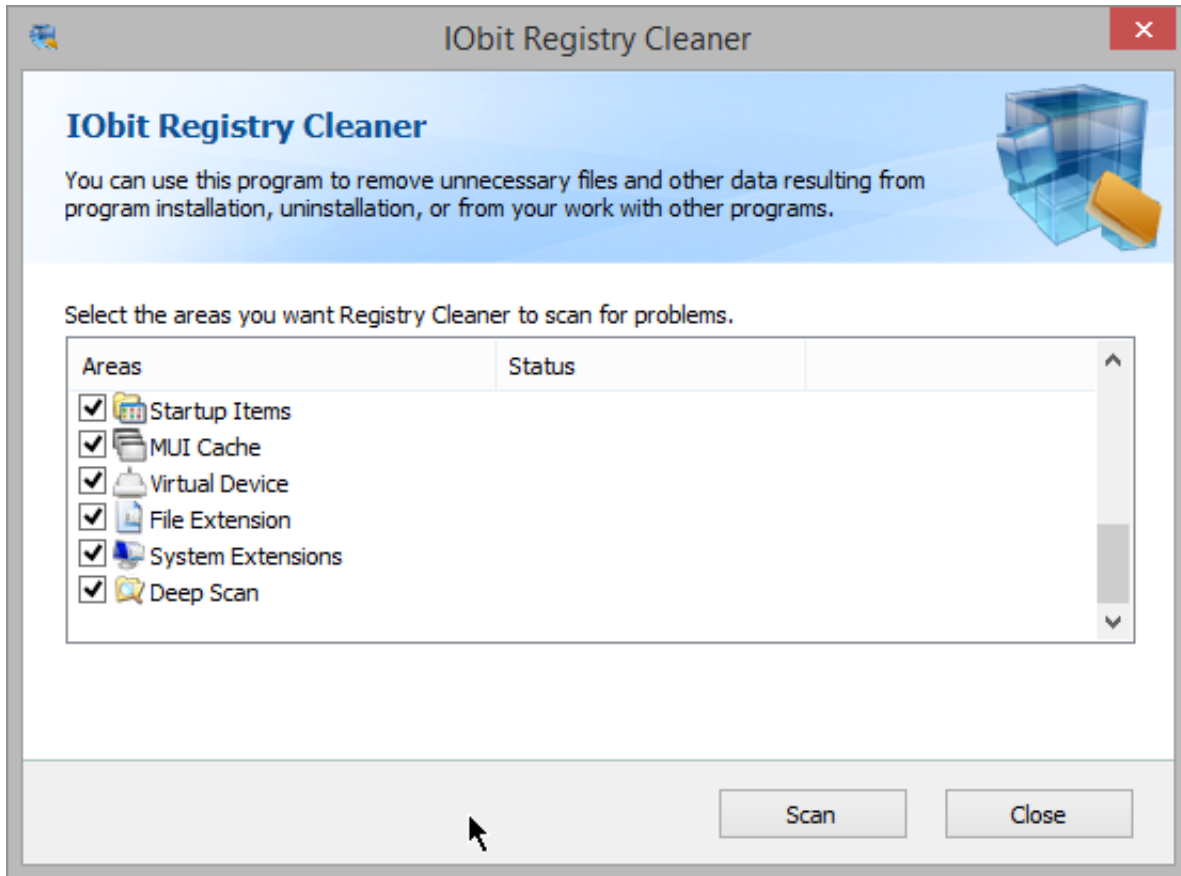 IObit Registry Cleaner
IObit Registry Cleaner
You can use this program to remove unnecessary files and other data resulting from
program installation, uninstallation, or from your work with other programs.
Select the areas you want Registry Cleaner to scan for problems.
Areas Status
Startup Items
MUI Cache
Virtual Device
File Extension
System Extensions
Deep Scan
Scan Close